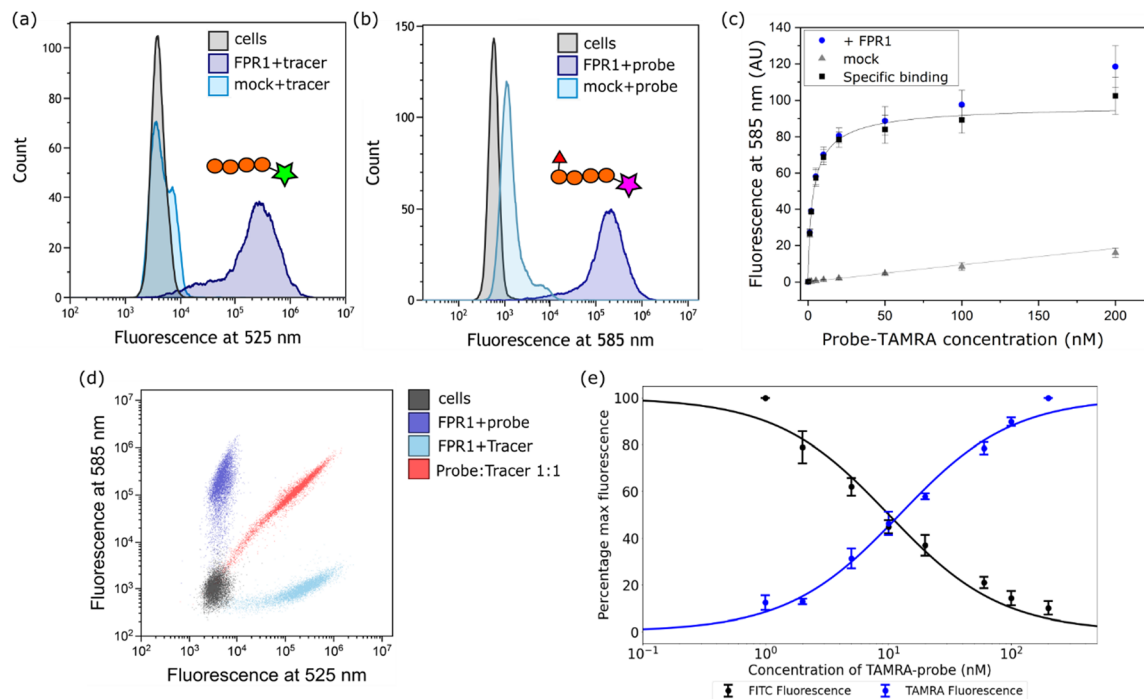 (a)
cells
FPR1+tracer
mock+tracer
Count
100
80
60
40
20
0
10³ 10⁴ 10⁵ 10⁶ 10⁷
Fluorescence at 525 nm
(b)
cells
FPR1+probe
mock+probe
Count
150
100
50
0
10² 10³ 10⁴ 10⁵ 10⁶ 10⁷
Fluorescence at 585 nm
(c)
+ FPR1
mock
Specific binding
Fluorescence at 585 nm (AU)
140
120
100
80
60
40
20
0
0 50 100 150 200
Probe-TAMRA concentration (nM)
(d)
cells
FPR1+probe
FPR1+Tracer
Probe:Tracer 1:1
Fluorescence at 585 nm
10⁷
10⁶
10⁵
10⁴
10³
10²
10² 10³ 10⁴ 10⁵ 10⁶ 10⁷
Fluorescence at 525 nm
(e)
Percentage max fluorescence
100
80
60
40
20
0
10⁻¹ 10⁰ 10¹ 10²
Concentration of TAMRA-probe (nM)
FITC Fluorescence TAMRA Fluorescence